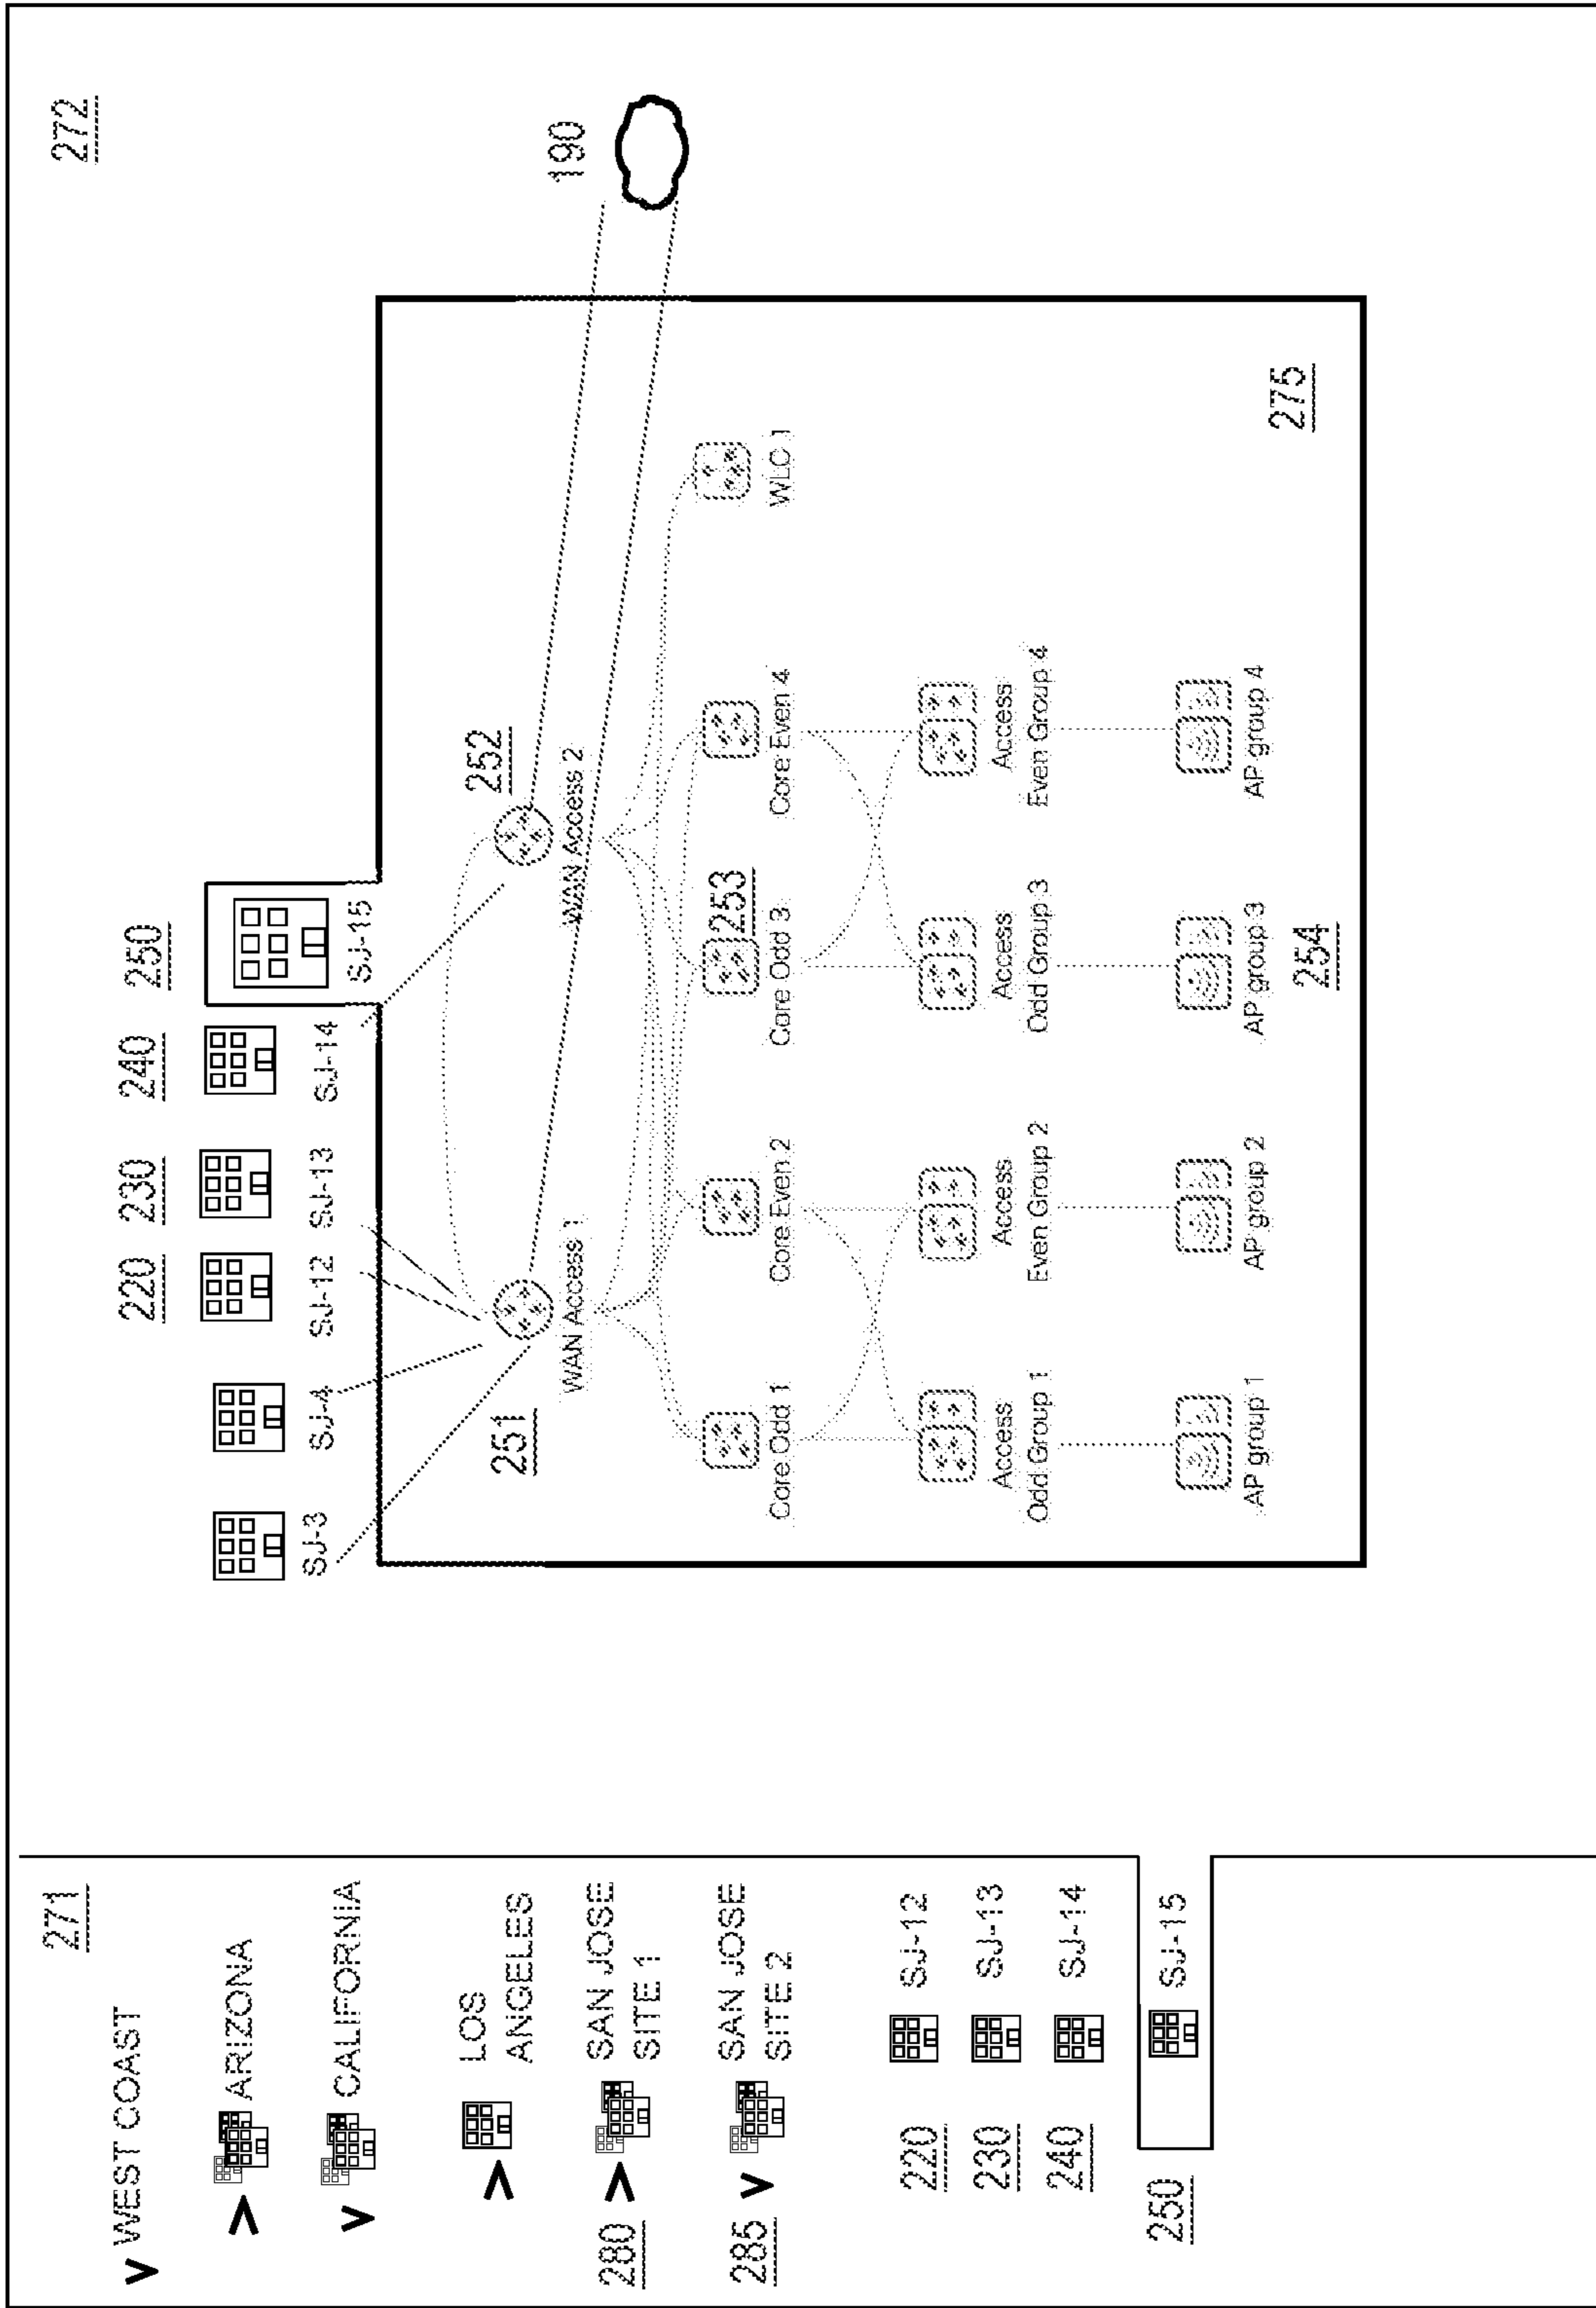 271
v WEST COAST
> ARIZONA
v CALIFORNIA
> LOS
ANGELES
280 > SAN JOSE
SITE 1
285 v SAN JOSE
SITE 2
220 SJ-12
230 SJ-13
240 SJ-14
250 SJ-15
272
220 230 240 250
SJ-3 SJ-4 SJ-12 SJ-13 SJ-14 SJ-15
251 252
190
WAN Access 1 WAN Access 2
253
Core Odd 1 Core Even 2 Core Odd 3 Core Even 4 WLC 1
Access Access Access Access
Odd Group 1 Even Group 2 Odd Group 3 Even Group 4
AP group 1 AP group 2 AP group 3 AP group 4
254
275